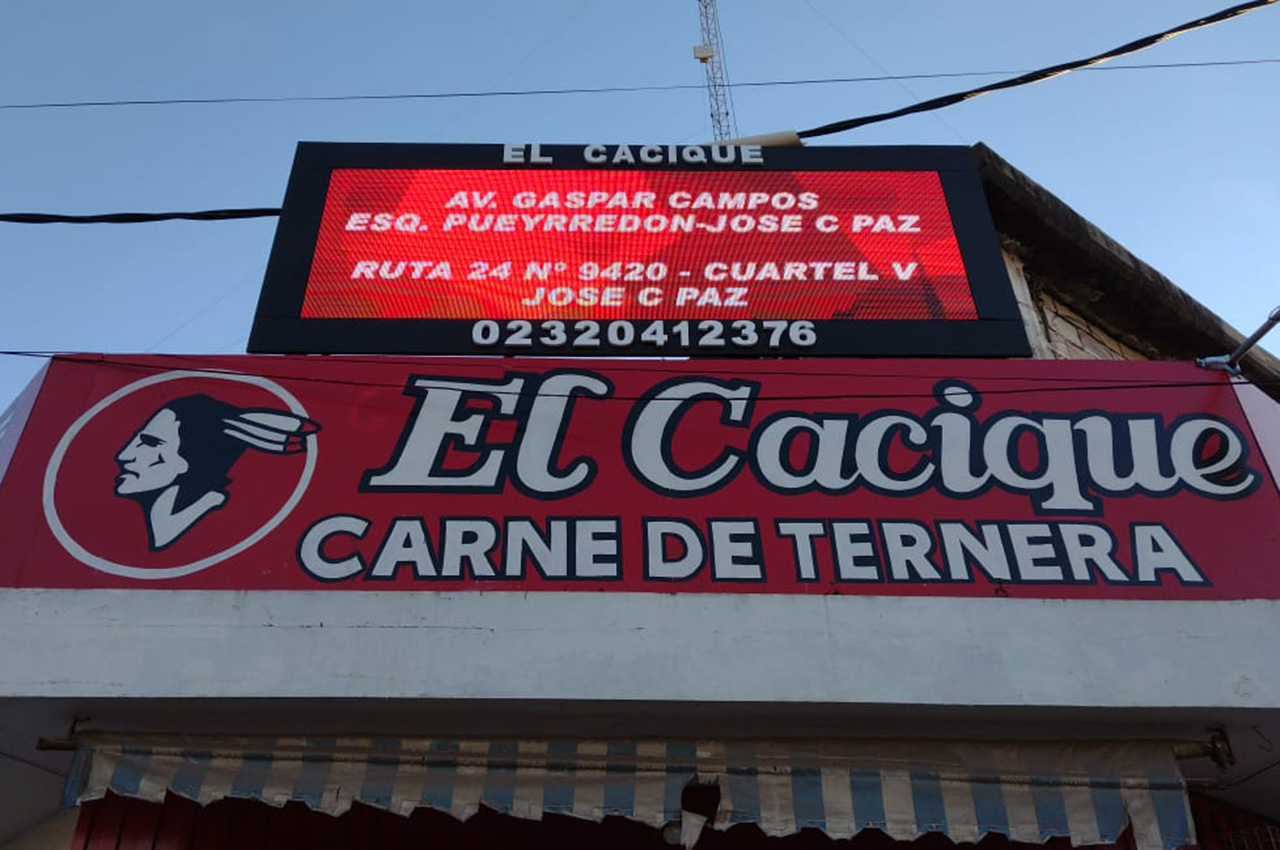 EL CACIQUE
AV. GASPAR CAMPOS
ESQ. PUEYRREDON-JOSE C PAZ
RUTA 24 Nº 9420 - CUARTEL V
JOSE C PAZ
02320412376
El Cacique
CARNE DE TERNERA